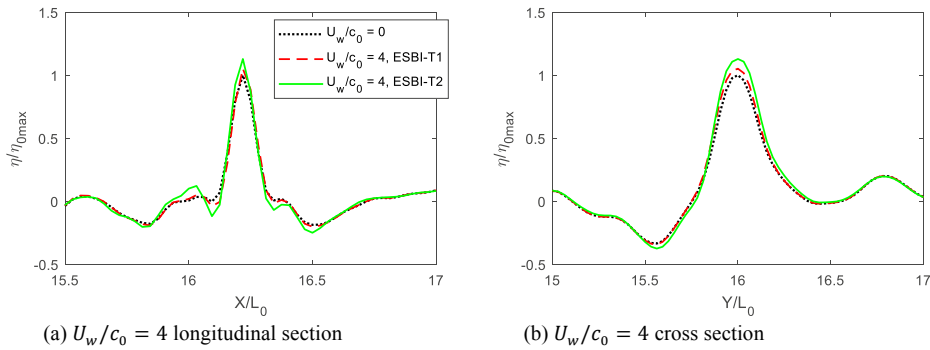 1.5
1
0.5
0
-0.5
η/η0max
15.5
16
16.5
17
X/L0
Uw/c0 = 0
Uw/c0 = 4, ESBI-T1
Uw/c0 = 4, ESBI-T2
(a) Uw/c0 = 4 longitudinal section
1.5
1
0.5
0
-0.5
η/η0max
15
15.5
16
16.5
17
Y/L0
(b) Uw/c0 = 4 cross section